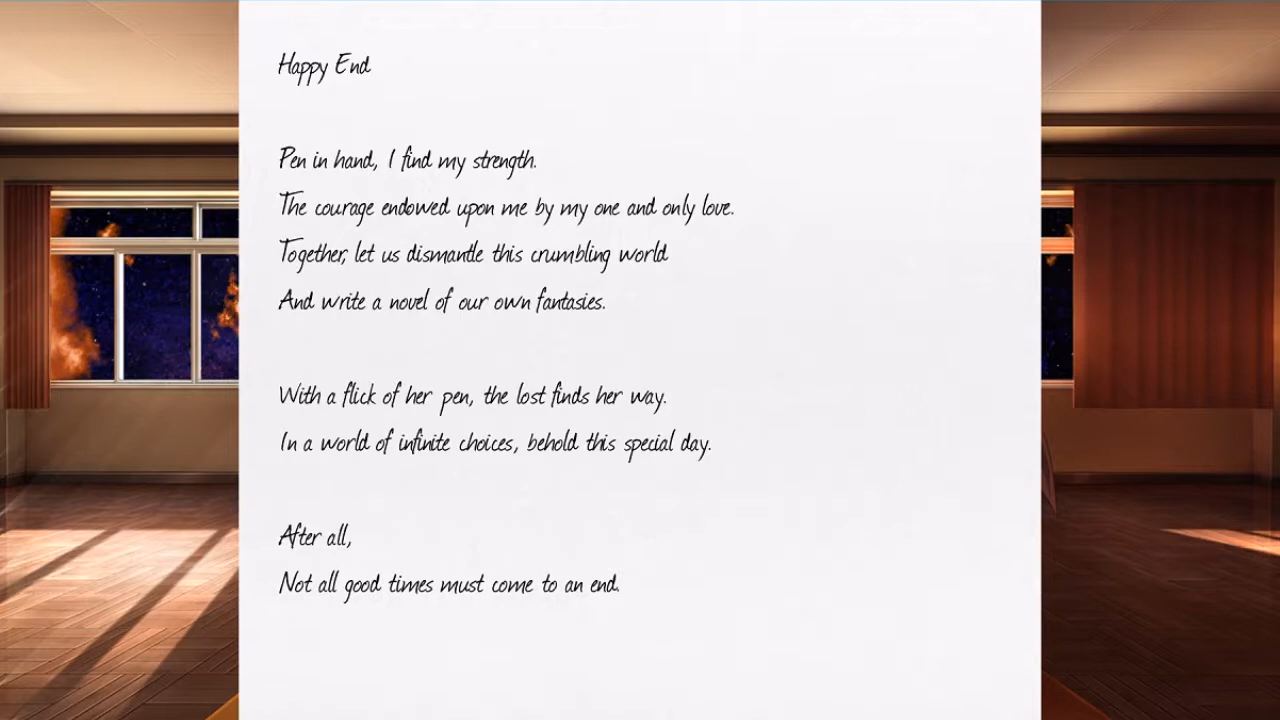 Happy End
Pen in hand, I find my strength.
The courage endowed upon me by my one and only love.
Together, let us dismantle this crumbling world
And write a novel of our own fantasies.
With a flick of her pen, the lost finds her way.
In a world of infinite choices, behold this special day.
After all,
Not all good times must come to an end.